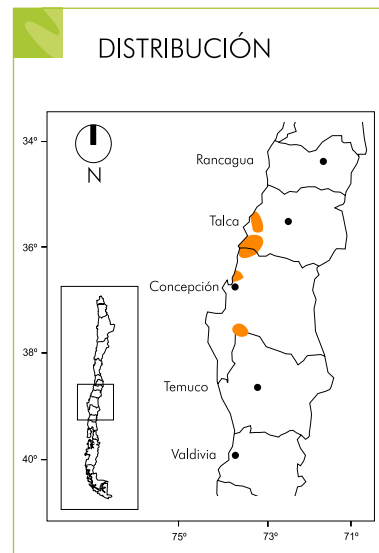 DISTRIBUCIÓN
34º
N
Rancagua
Talca
36º
Concepción
38º
Temuco
Valdivia
40º
75º 73º 71º